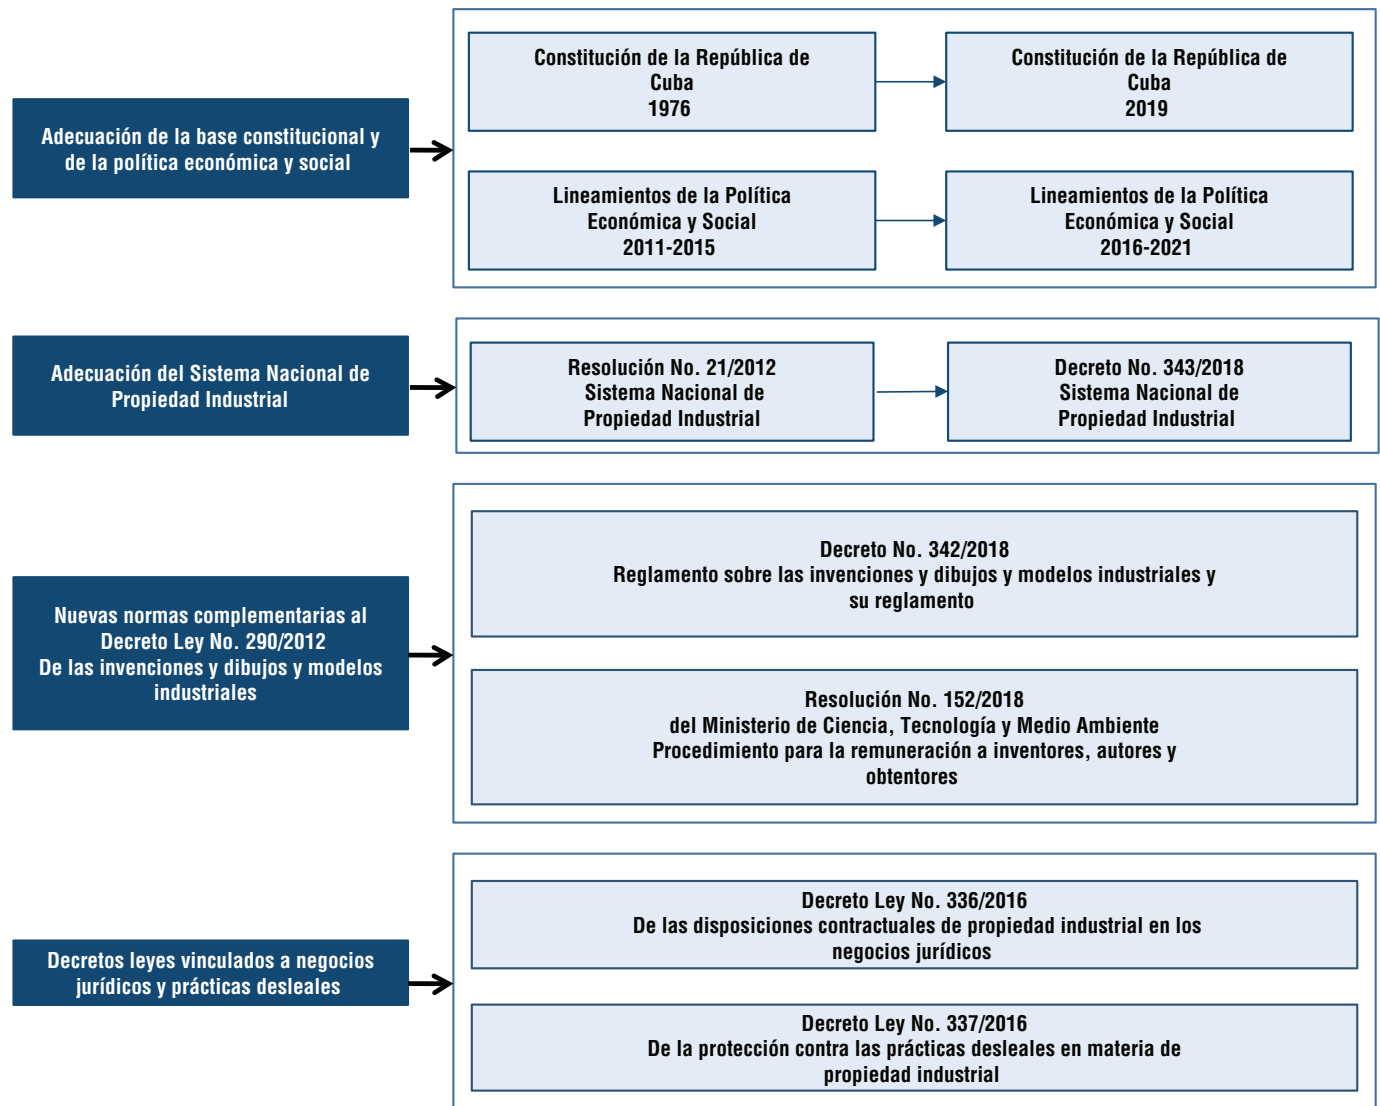 Adecuación de la base constitucional y
de la política económica y social
Constitución de la República de
Cuba
1976
Constitución de la República de
Cuba
2019
Lineamientos de la Política
Económica y Social
2011-2015
Lineamientos de la Política
Económica y Social
2016-2021
Adecuación del Sistema Nacional de
Propiedad Industrial
Resolución No. 21/2012
Sistema Nacional de
Propiedad Industrial
Decreto No. 343/2018
Sistema Nacional de
Propiedad Industrial
Nuevas normas complementarias al
Decreto Ley No. 290/2012
De las invenciones y dibujos y modelos
industriales
Decreto No. 342/2018
Reglamento sobre las invenciones y dibujos y modelos industriales y
su reglamento
Resolución No. 152/2018
del Ministerio de Ciencia, Tecnología y Medio Ambiente
Procedimiento para la remuneración a inventores, autores y
obtentores
Decretos leyes vinculados a negocios
jurídicos y prácticas desleales
Decreto Ley No. 336/2016
De las disposiciones contractuales de propiedad industrial en los
negocios jurídicos
Decreto Ley No. 337/2016
De la protección contra las prácticas desleales en materia de
propiedad industrial